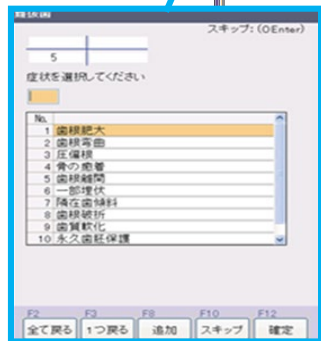 スキップ:(0Enter)
5
症状を選択してください
No.
1 歯根肥大
2 歯根弯曲
3 圧偏根
4 骨の癒着
5 歯根離開
6 一部埋伏
7 隣在歯傾斜
8 歯根破折
9 歯質軟化
10 永久歯胚保護
F2 F3 F8 F10 F12
全て戻る 1つ戻る 追加 スキップ 確定